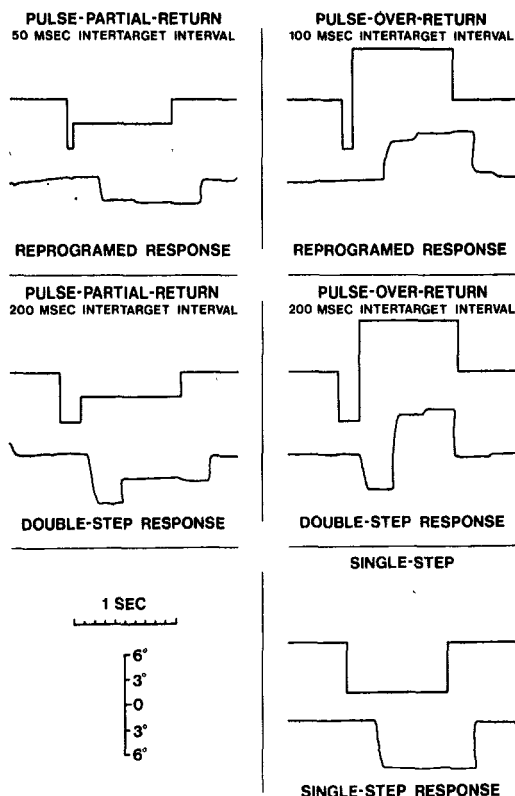 PULSE-PARTIAL-RETURN
50 MSEC INTERTARGET INTERVAL
REPROGRAMED RESPONSE
PULSE-OVER-RETURN
100 MSEC INTERTARGET INTERVAL
REPROGRAMED RESPONSE
PULSE-PARTIAL-RETURN
200 MSEC INTERTARGET INTERVAL
DOUBLE-STEP RESPONSE
PULSE-OVER-RETURN
200 MSEC INTERTARGET INTERVAL
DOUBLE-STEP RESPONSE
1 SEC
6°
3°
0
3°
6°
SINGLE-STEP
SINGLE-STEP RESPONSE